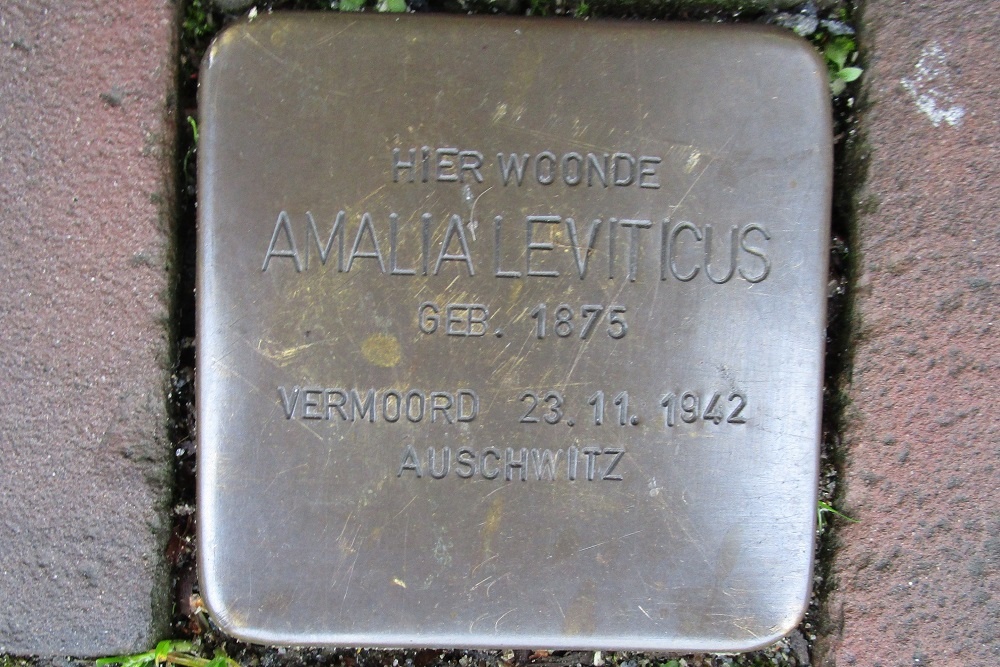 HIER WOONDE
AMALIA LEVITICUS
GEB. 1875
VERMOORD 23.11.1942
AUSCHWITZ